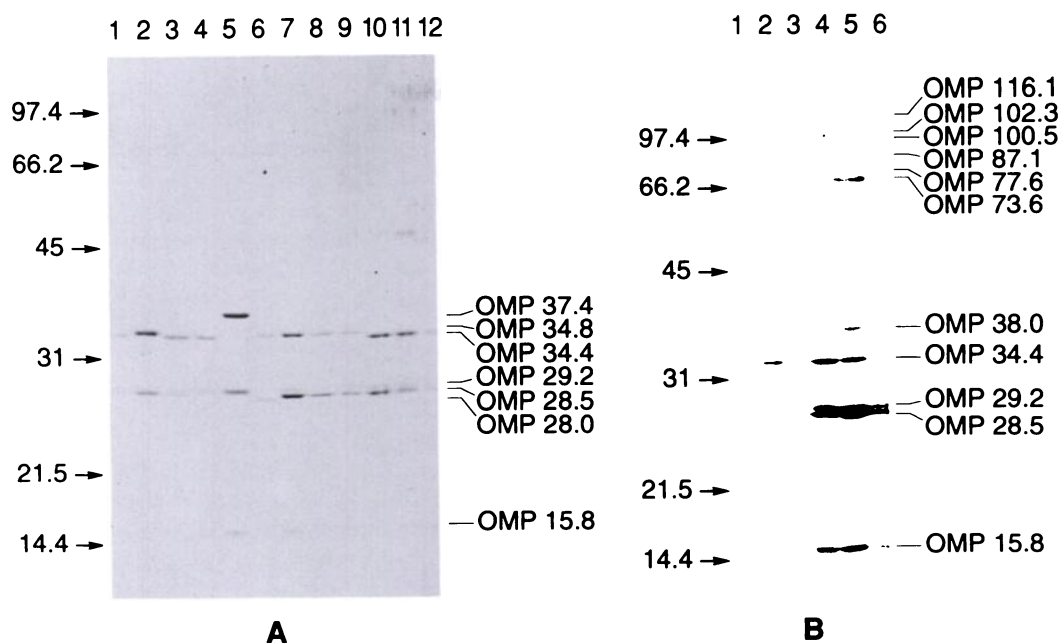 1 2 3 4 5 6 7 8 9 10 11 12
97.4
66.2
45
31
21.5
14.4
OMP 37.4
OMP 34.8
OMP 34.4
OMP 29.2
OMP 28.5
OMP 28.0
OMP 15.8
A
1 2 3 4 5 6
97.4
66.2
45
31
21.5
14.4
OMP 116.1
OMP 102.3
OMP 100.5
OMP 87.1
OMP 77.6
OMP 73.6
OMP 38.0
OMP 34.4
OMP 29.2
OMP 28.5
OMP 15.8
B